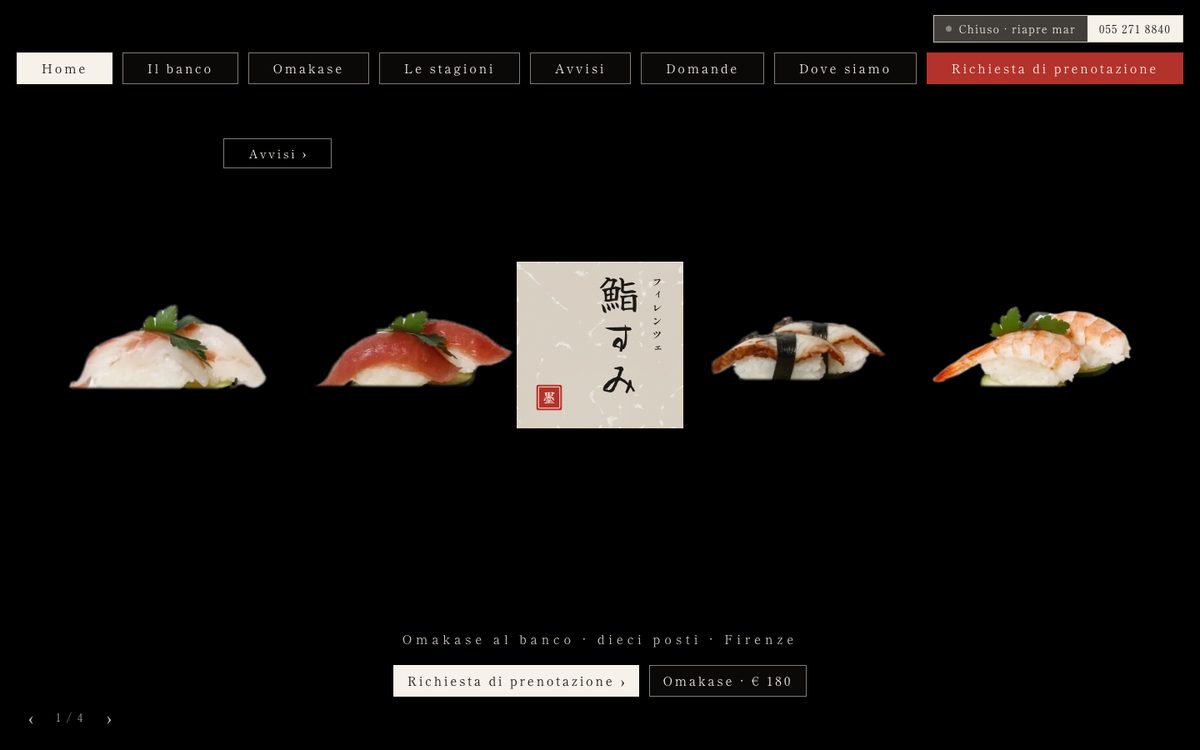 Chiuso · riapre mar
055 271 8840
Home
Il banco
Omakase
Le stagioni
Avvisi
Domande
Dove siamo
Richiesta di prenotazione
Avvisi ›
フィレンツェ
鮨すみ
墨
Omakase al banco · dieci posti · Firenze
Richiesta di prenotazione ›
Omakase · € 180
‹ 1 / 4 ›